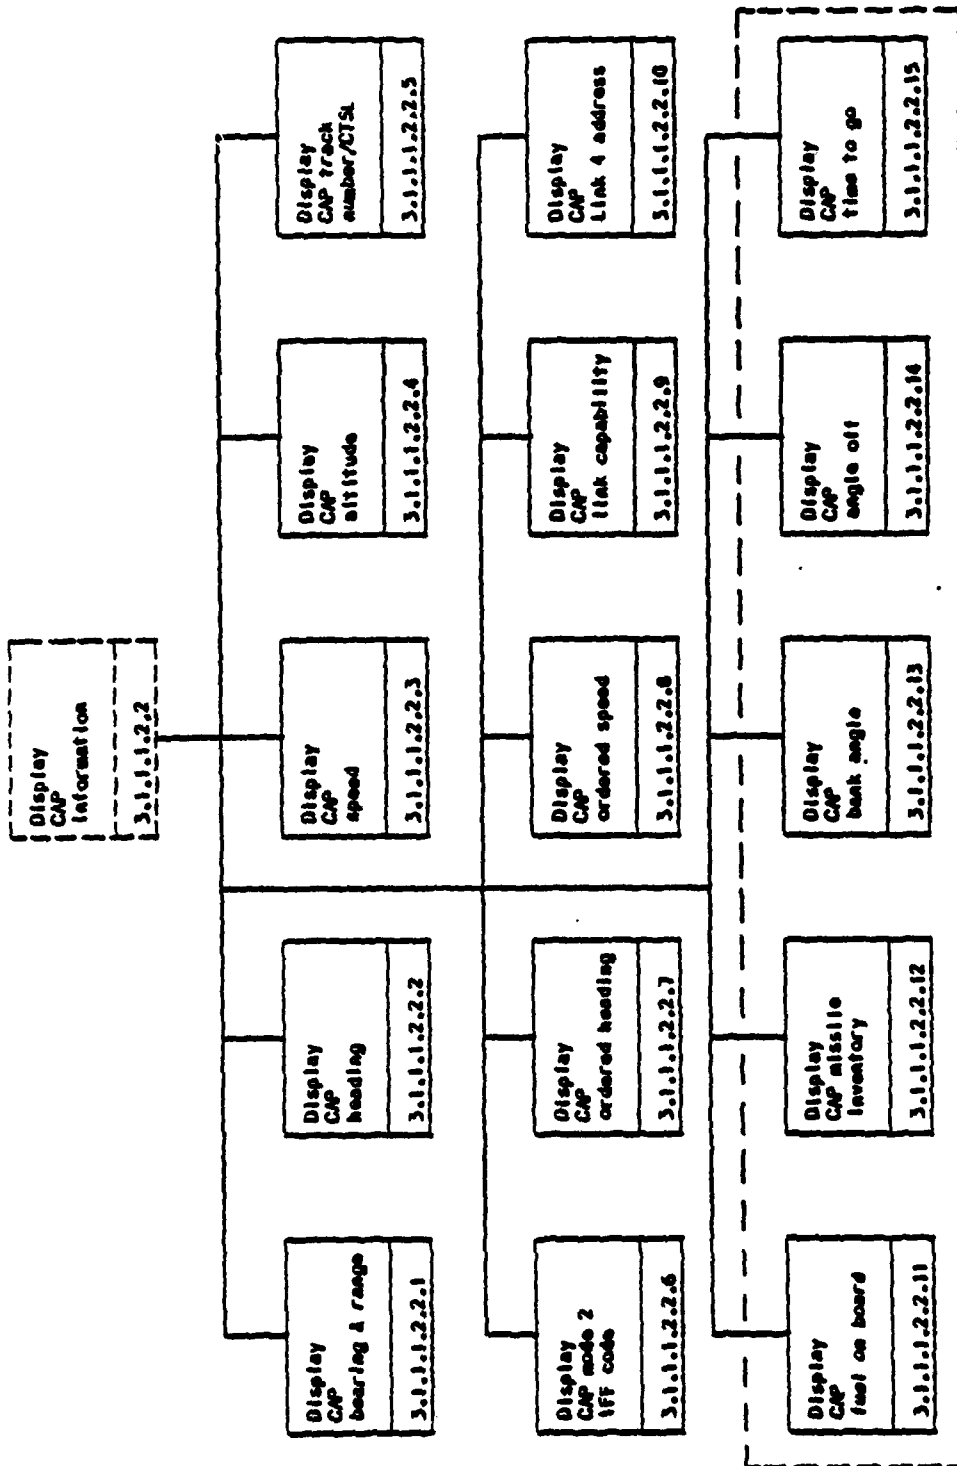 Display
CAP
information
3.1.1.1.2.2
Display
CAP
bearing & range
3.1.1.1.2.2.1
Display
CAP
heading
3.1.1.1.2.2.2
Display
CAP
speed
3.1.1.1.2.2.3
Display
CAP
altitude
3.1.1.1.2.2.4
Display
CAP track
number/CTSL
3.1.1.1.2.2.5
Display
CAP mode 2
IFF code
3.1.1.1.2.2.6
Display
CAP
ordered heading
3.1.1.1.2.2.7
Display
CAP
ordered speed
3.1.1.1.2.2.8
Display
CAP
link capability
3.1.1.1.2.2.9
Display
CAP
Link 4 address
3.1.1.1.2.2.10
Display
CAP
fuel on board
3.1.1.1.2.2.11
Display
CAP missile
inventory
3.1.1.1.2.2.12
Display
CAP
bank angle
3.1.1.1.2.2.13
Display
CAP
angle off
3.1.1.1.2.2.14
Display
CAP
time to go
3.1.1.1.2.2.15